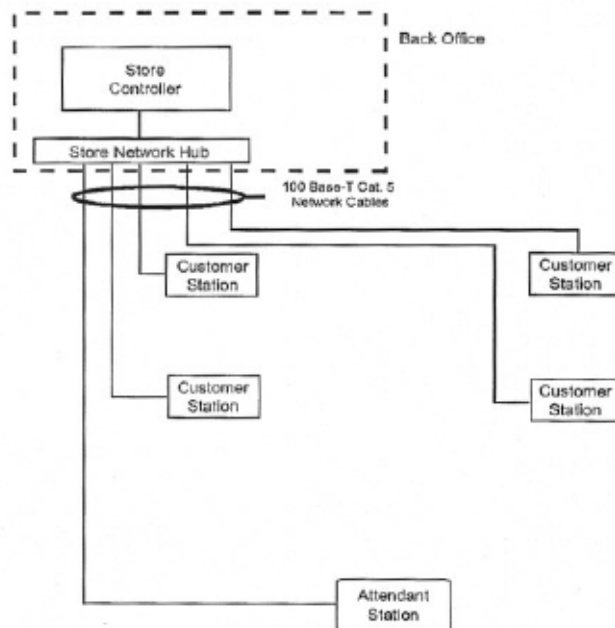 Back Office
Store
Controller
Store Network Hub
100 Base-T Cat. 5
Network Cables
Customer
Station
Customer
Station
Customer
Station
Customer
Station
Attendant
Station